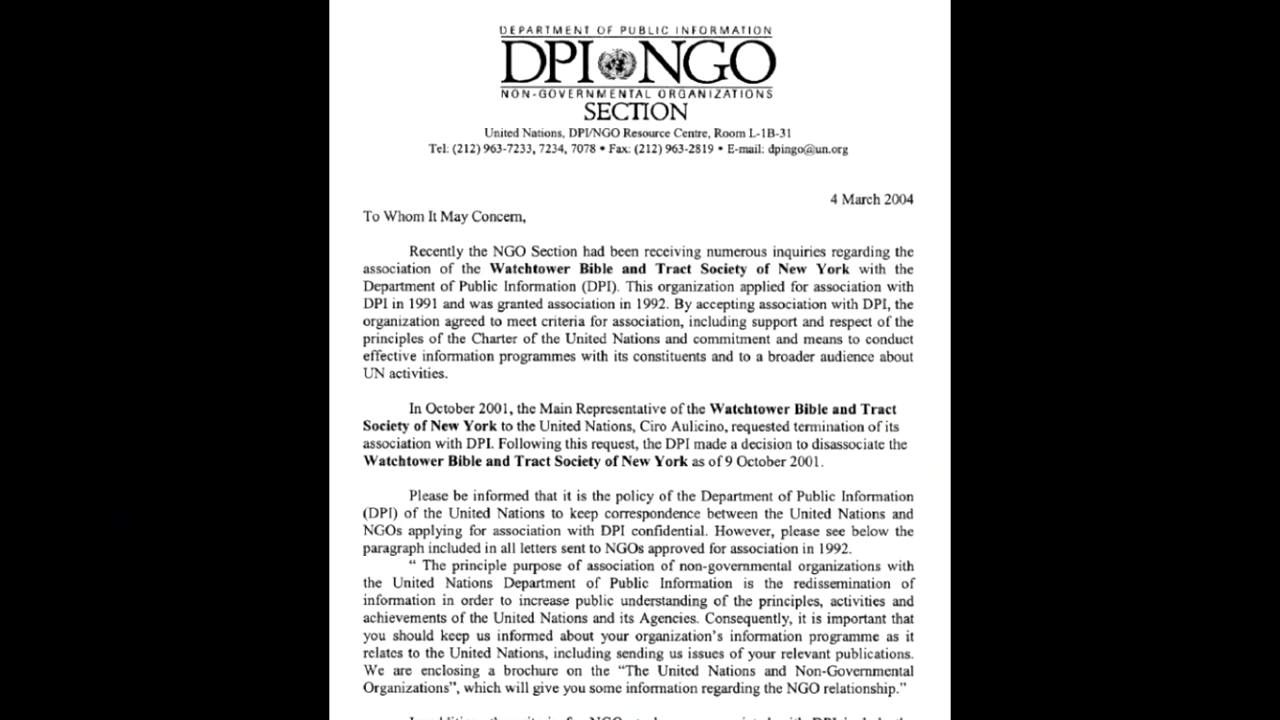 DEPARTMENT OF PUBLIC INFORMATION
DPI NGO
NON-GOVERNMENTAL ORGANIZATIONS
SECTION
United Nations, DPI/NGO Resource Centre, Room L-1B-31
Tel: (212) 963-7233, 7234, 7078 • Fax: (212) 963-2819 • E-mail: dpingo@un.org
4 March 2004
To Whom It May Concern,
Recently the NGO Section had been receiving numerous inquiries regarding the
association of the Watchtower Bible and Tract Society of New York with the
Department of Public Information (DPI). This organization applied for association with
DPI in 1991 and was granted association in 1992. By accepting association with DPI, the
organization agreed to meet criteria for association, including support and respect of the
principles of the Charter of the United Nations and commitment and means to conduct
effective information programmes with its constituents and to a broader audience about
UN activities.
In October 2001, the Main Representative of the Watchtower Bible and Tract
Society of New York to the United Nations, Ciro Aulicino, requested termination of its
association with DPI. Following this request, the DPI made a decision to disassociate the
Watchtower Bible and Tract Society of New York as of 9 October 2001.
Please be informed that it is the policy of the Department of Public Information
(DPI) of the United Nations to keep correspondence between the United Nations and
NGOs applying for association with DPI confidential. However, please see below the
paragraph included in all letters sent to NGOs approved for association in 1992.
“ The principle purpose of association of non-governmental organizations with
the United Nations Department of Public Information is the redissemination of
information in order to increase public understanding of the principles, activities and
achievements of the United Nations and its Agencies. Consequently, it is important that
you should keep us informed about your organization's information programme as it
relates to the United Nations, including sending us issues of your relevant publications.
We are enclosing a brochure on the “The United Nations and Non-Governmental
Organizations”, which will give you some information regarding the NGO relationship.”